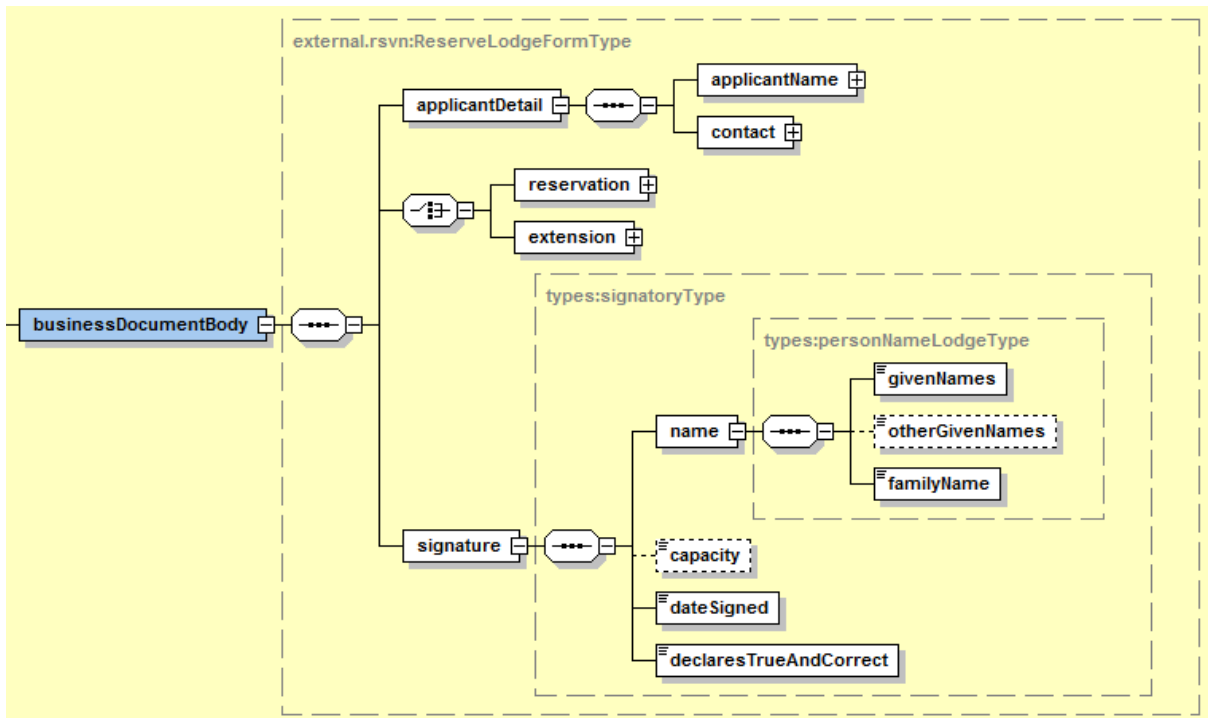 external.rsvn:ReserveLodgeFormType
applicantDetail
applicantName
contact
reservation
extension
businessDocumentBody
types:signatoryType
types:personNameLodgeType
name
givenNames
otherGivenNames
familyName
signature
capacity
dateSigned
declaresTrueAndCorrect